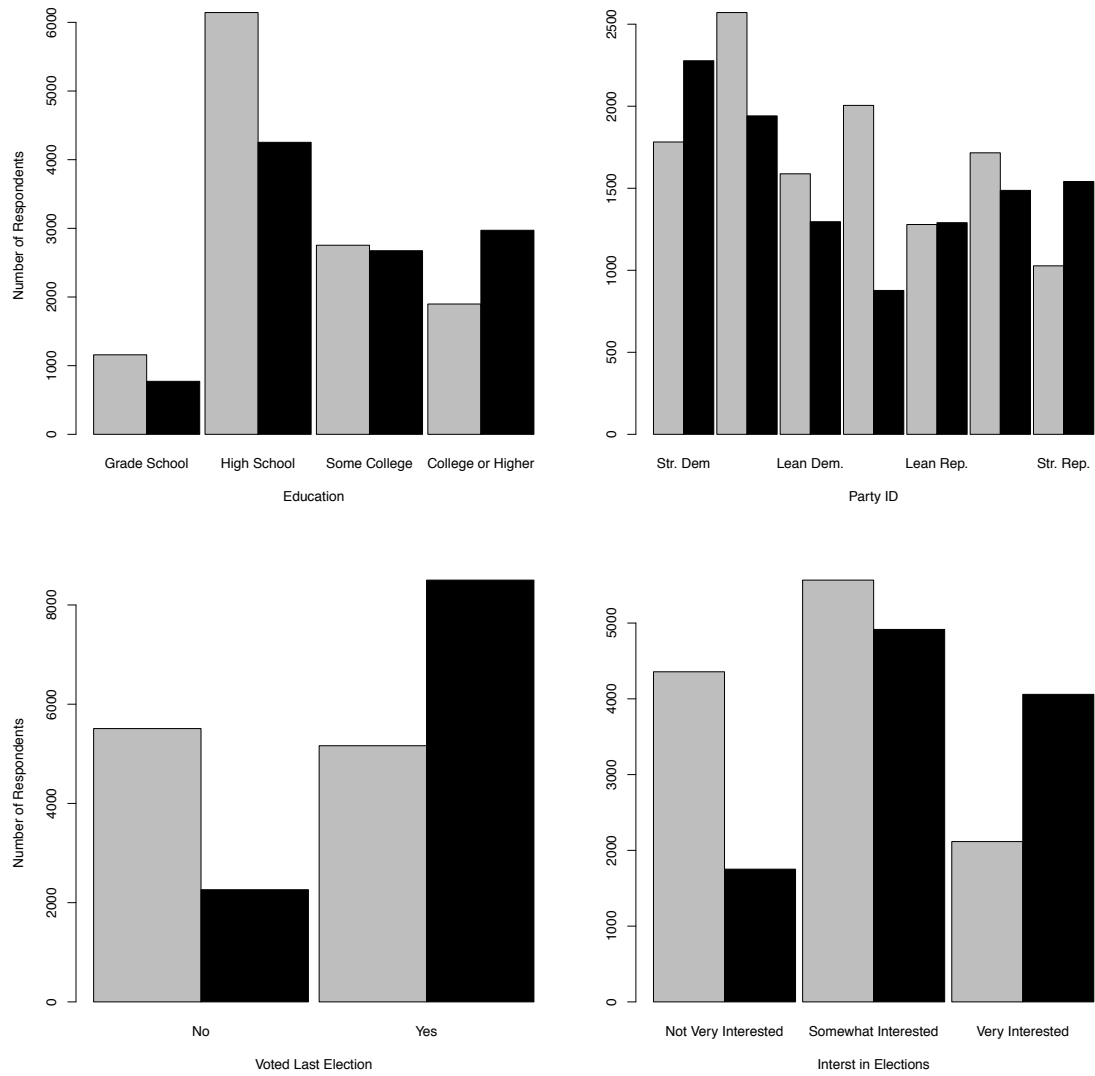 Number of Respondents
0
1000
2000
3000
4000
5000
6000
Grade School
High School
Some College
College or Higher
Education
0
500
1000
1500
2000
2500
Str. Dem
Lean Dem.
Lean Rep.
Str. Rep.
Party ID
Number of Respondents
0
2000
4000
6000
8000
No
Yes
Voted Last Election
0
1000
2000
3000
4000
5000
Not Very Interested
Somewhat Interested
Very Interested
Interst in Elections